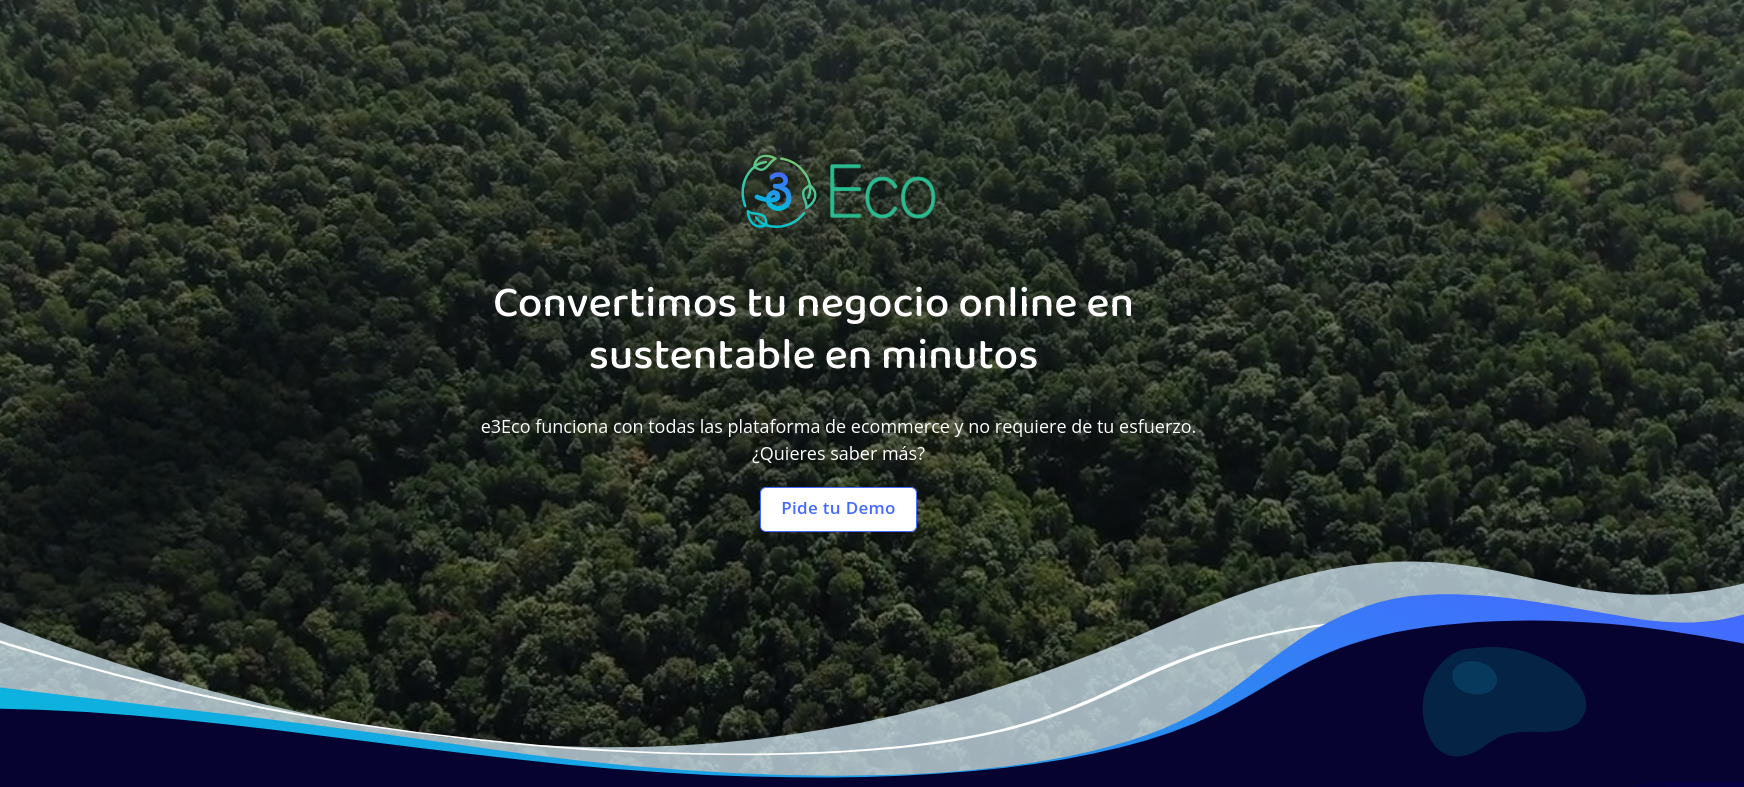 e3 Eco
Convertimos tu negocio online en
sustentable en minutos
e3Eco funciona con todas las plataforma de ecommerce y no requiere de tu esfuerzo.
¿Quieres saber más?
Pide tu Demo